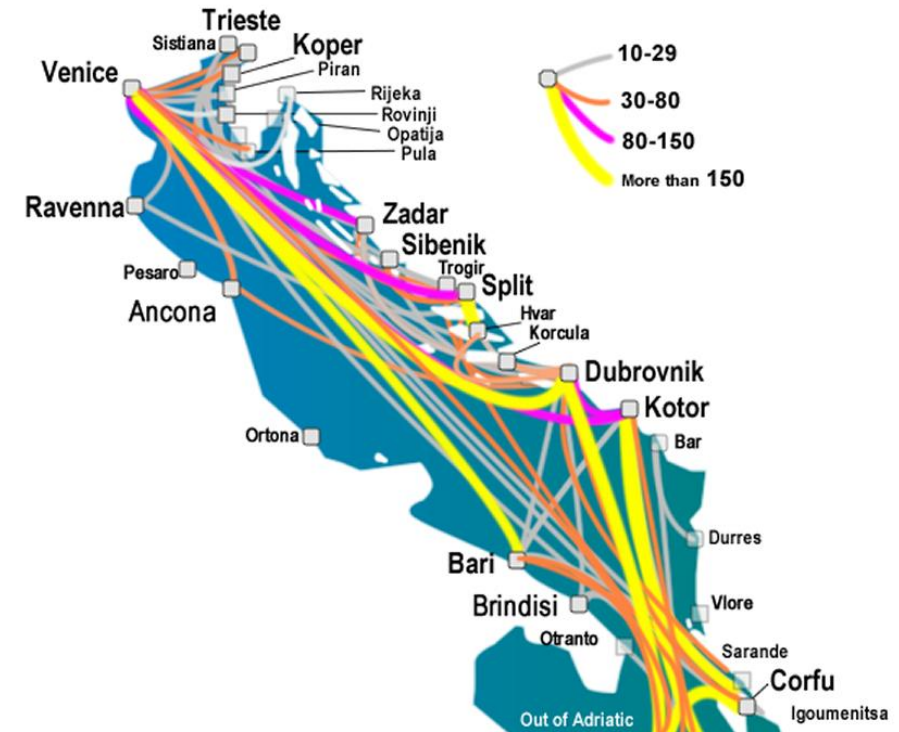 Trieste
Sistiana
Koper
Piran
Venice
Rijeka
Rovinji
Opatija
Pula
10-29
30-80
80-150
More than 150
Ravenna
Zadar
Sibenik
Trogir
Pesaro
Split
Ancona
Hvar
Korcula
Dubrovnik
Kotor
Ortona
Bar
Durres
Bari
Brindisi
Vlore
Otranto
Sarande
Corfu
Igoumenitsa
Out of Adriatic